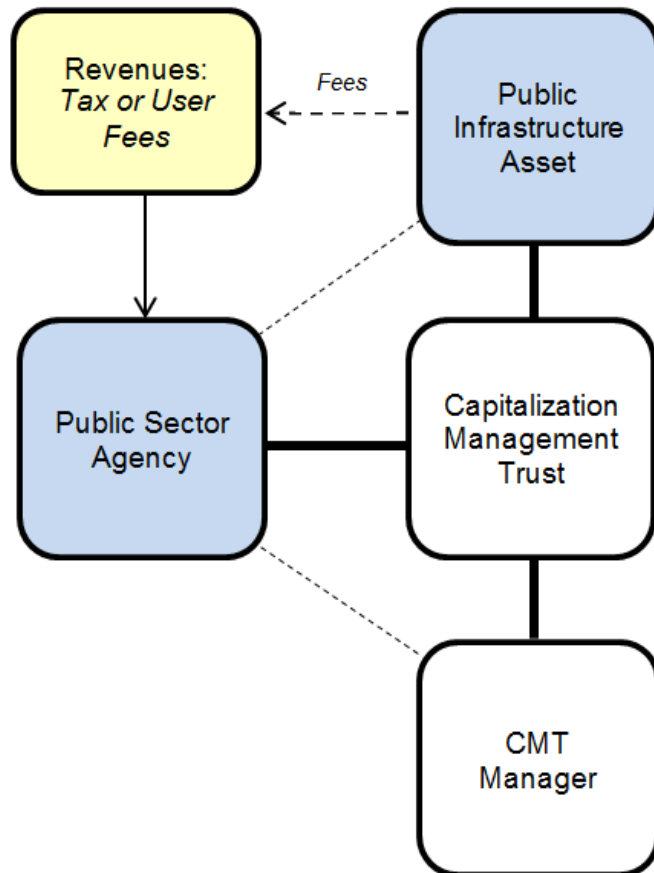 Revenues:
Tax or User
Fees
Fees
Public
Infrastructure
Asset
Public Sector
Agency
Capitalization
Management
Trust
CMT
Manager